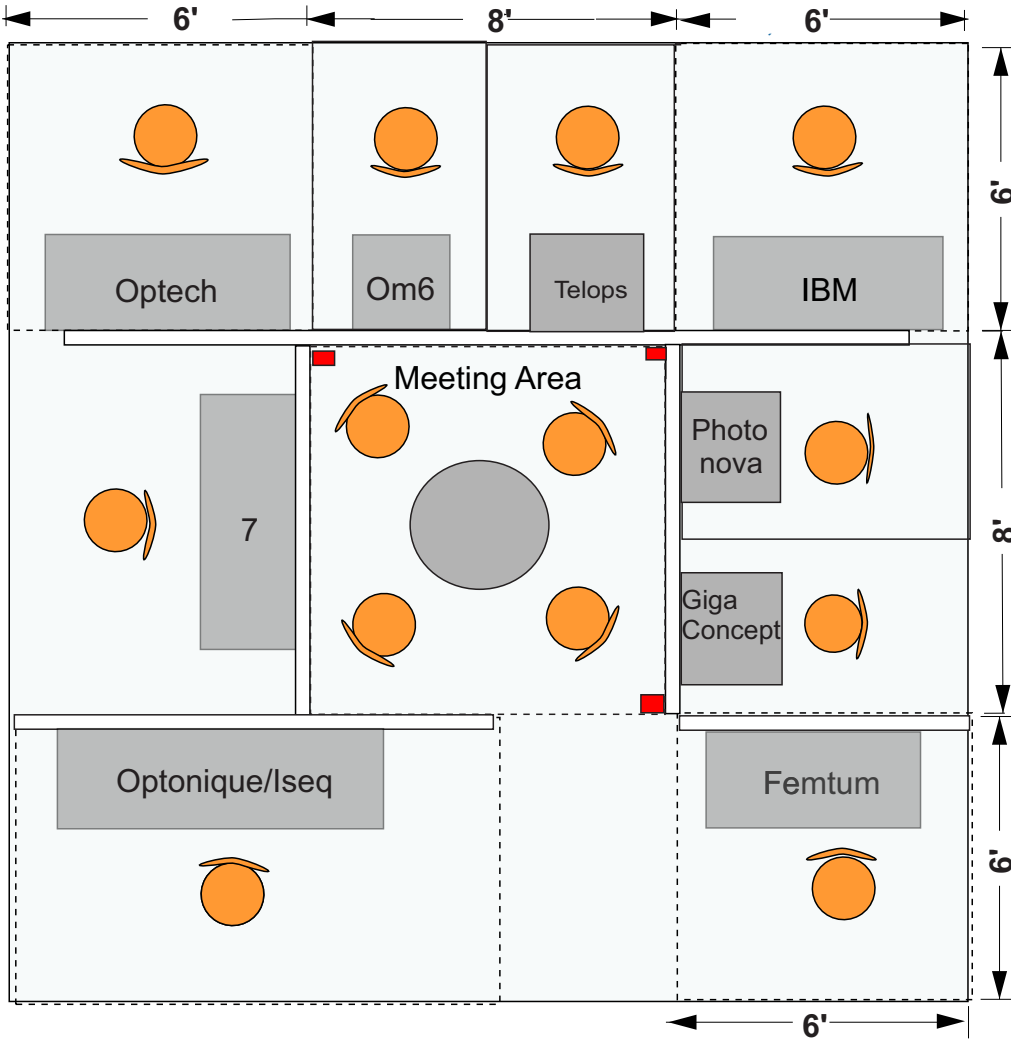 6'
8'
6'
6'
Optech
Om6
Telops
IBM
Meeting Area
Photo
nova
7
8'
Giga
Concept
Optonique/Iseq
Femtum
6'
6'